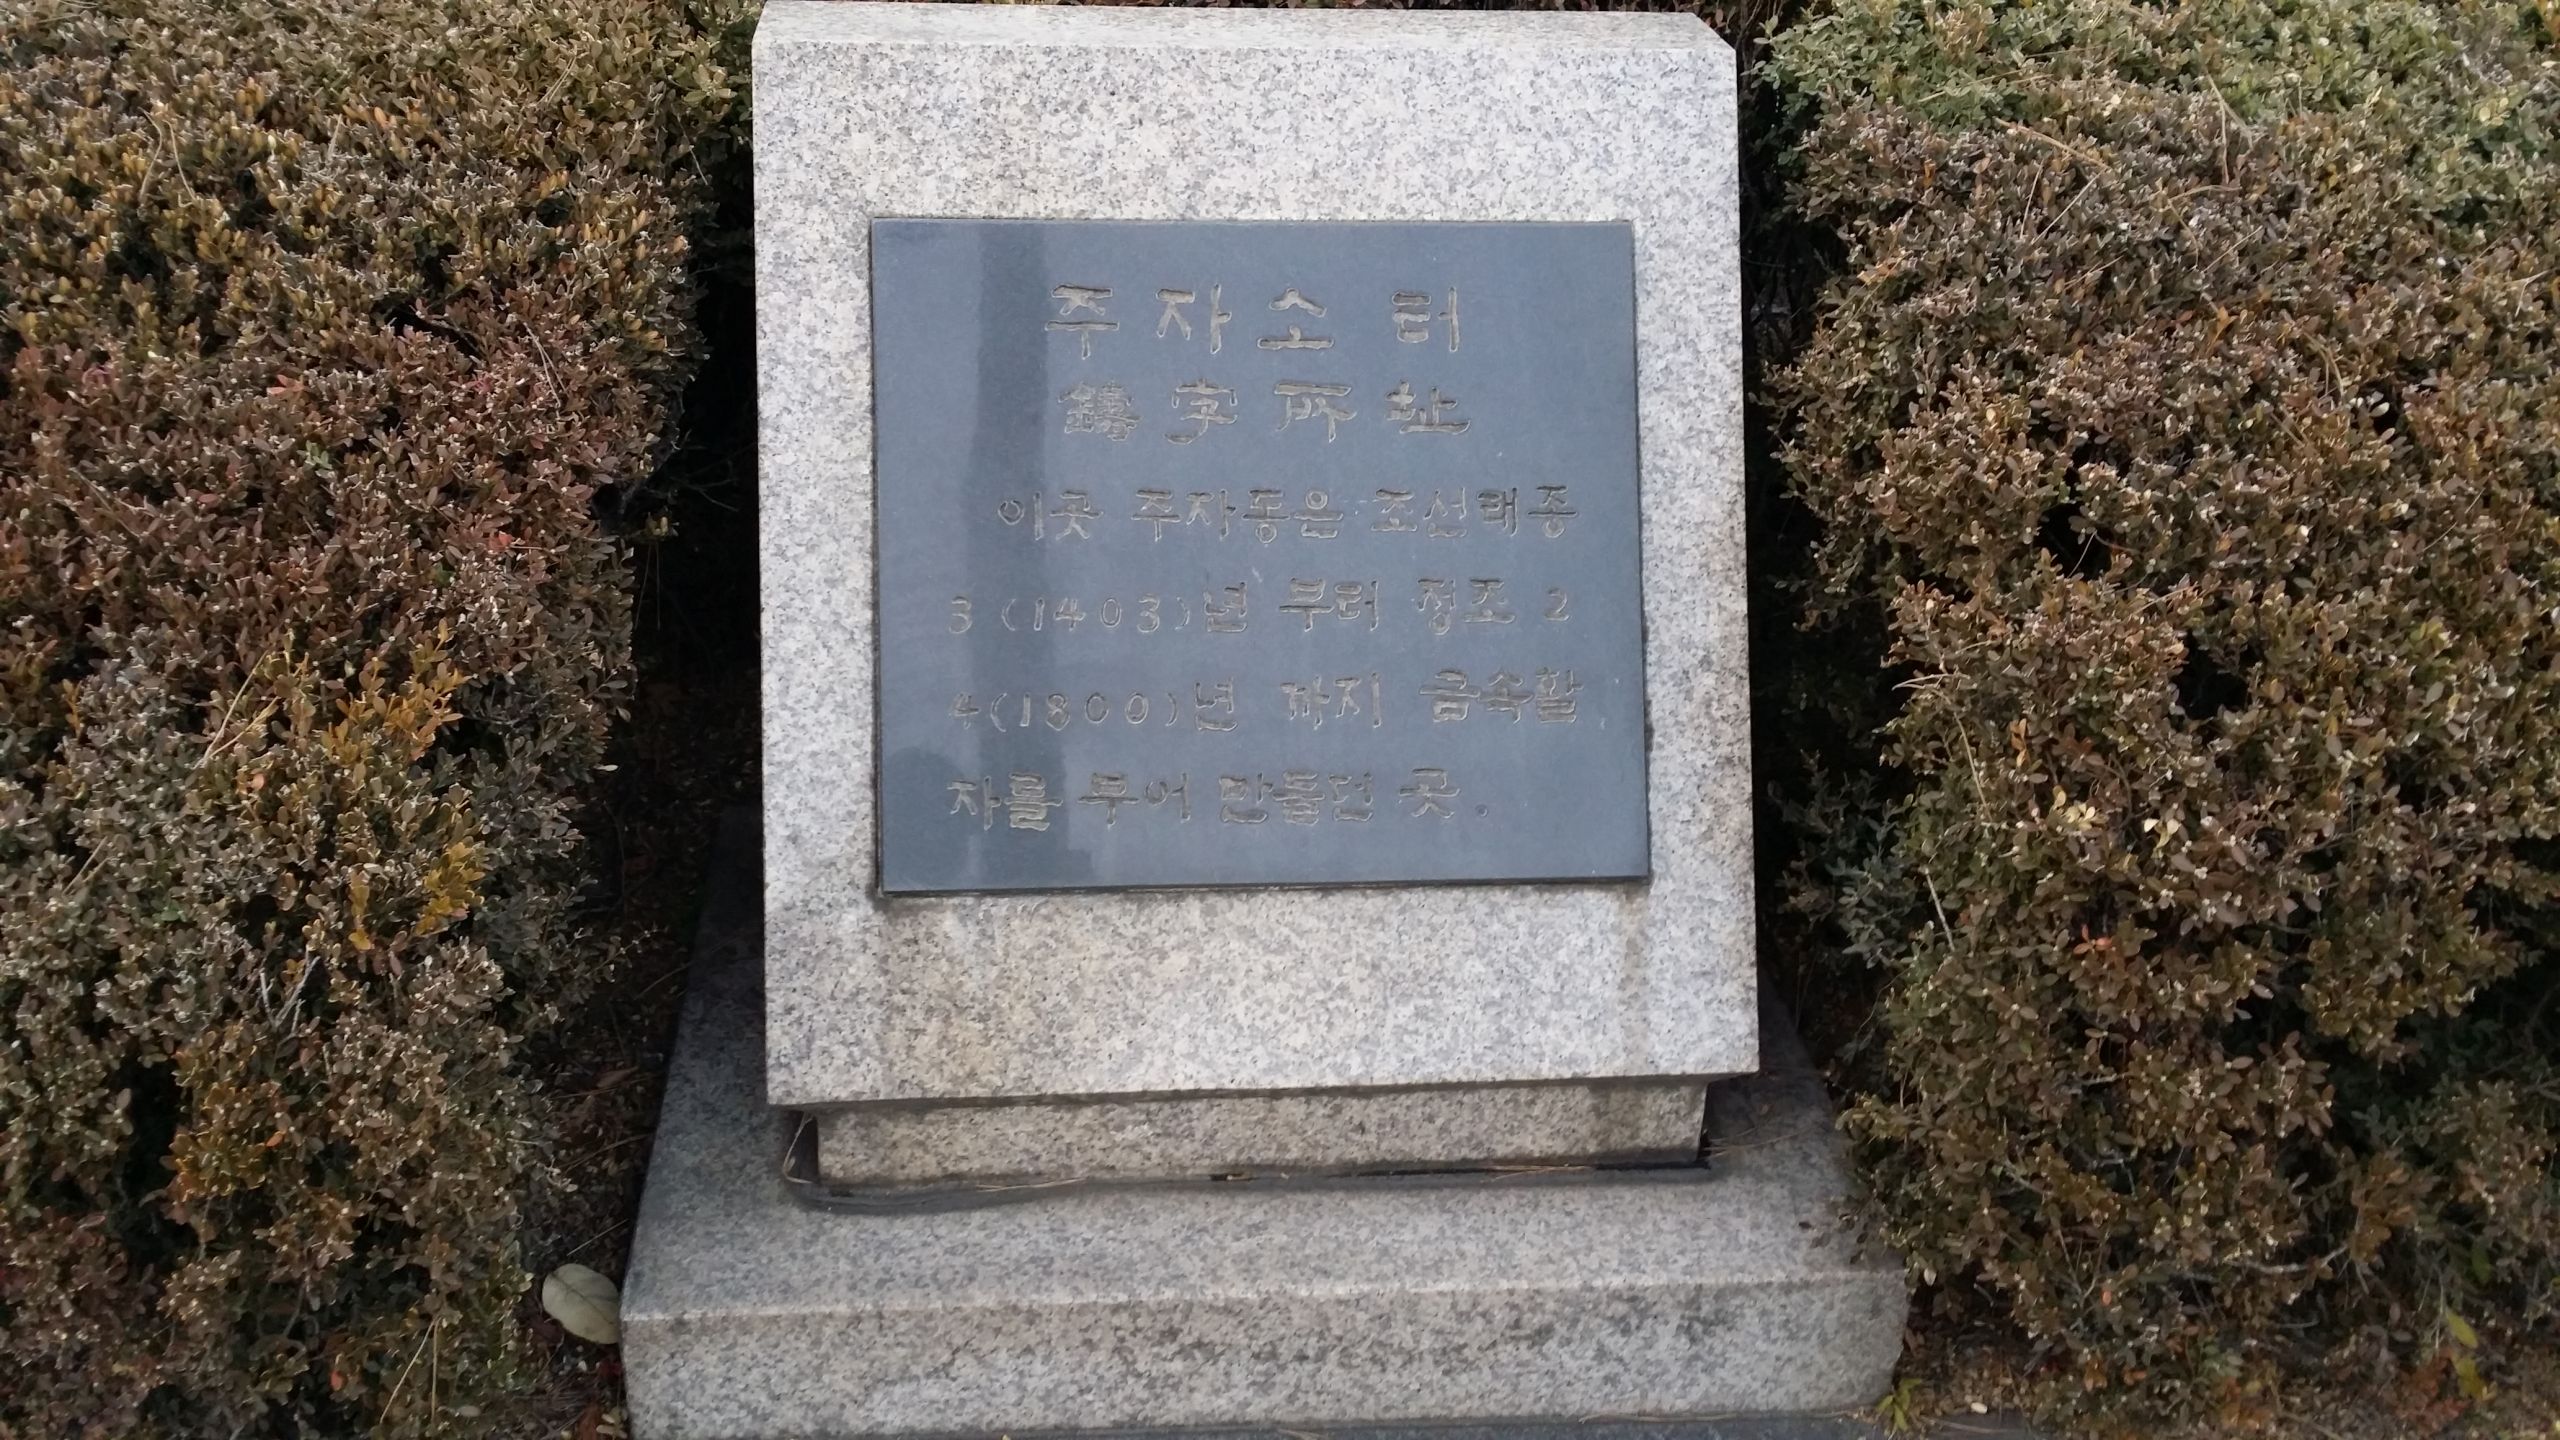 주자소 터
鑄字所址
이곳 주자동은 조선태종
3(1403)년 부터 정조 2
4(1800)년 까지 금속활
자를 부어 만들던 곳.